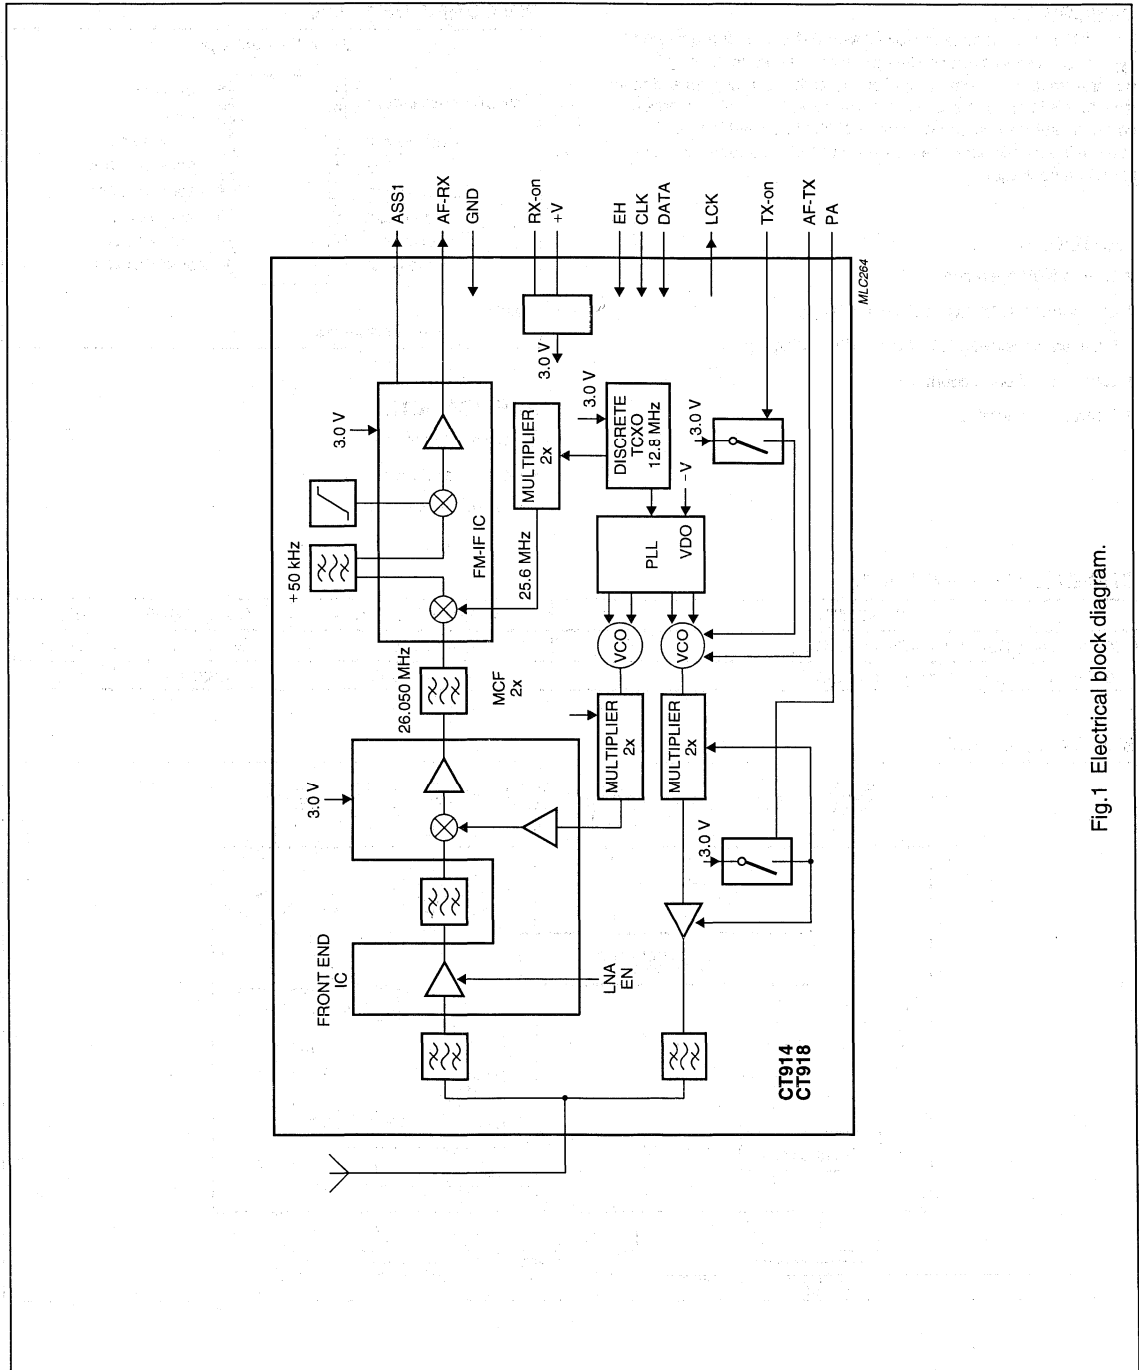 ASS1
AF-RX
GND
RX-on
+V
EH
CLK
DATA
LCK
TX-on
AF-TX
PA
MLC264
3.0 V
3.0 V
+50 kHz
FM-IF IC
MULTIPLIER
2x
25.6 MHz
3.0 V
DISCRETE
TCXO
12.8 MHz
3.0 V
−V
PLL
VDO
VCO
VCO
26.050 MHz
MCF
2x
MULTIPLIER
2x
MULTIPLIER
2x
3.0 V
3.0 V
FRONT END
IC
LNA
EN
CT914
CT918
Fig.1 Electrical block diagram.